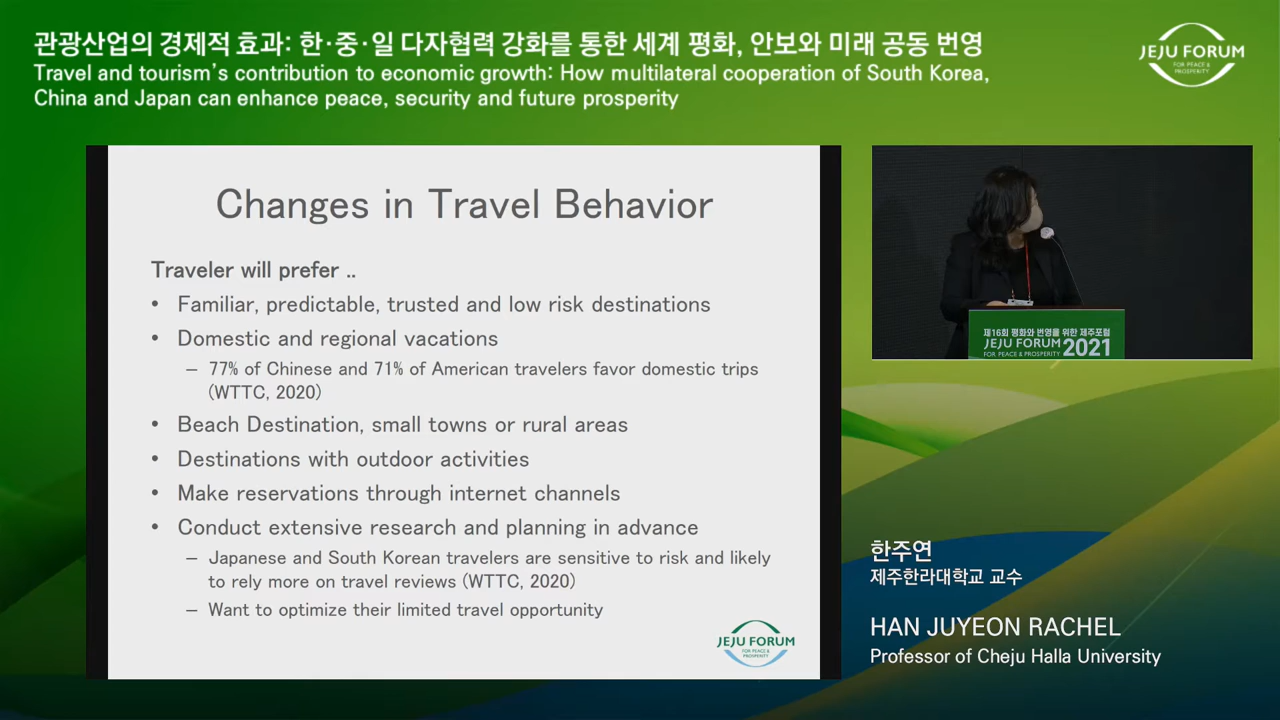 관광산업의 경제적 효과: 한·중·일 다자협력 강화를 통한 세계 평화, 안보와 미래 공동 번영
Travel and tourism's contribution to economic growth: How multilateral cooperation of South Korea,
China and Japan can enhance peace, security and future prosperity
JEJU FORUM
FOR PEACE &
PROSPERITY
Changes in Travel Behavior
Traveler will prefer ..
• Familiar, predictable, trusted and low risk destinations
• Domestic and regional vacations
– 77% of Chinese and 71% of American travelers favor domestic trips
(WTTC, 2020)
• Beach Destination, small towns or rural areas
• Destinations with outdoor activities
• Make reservations through internet channels
• Conduct extensive research and planning in advance
– Japanese and South Korean travelers are sensitive to risk and likely
to rely more on travel reviews (WTTC, 2020)
– Want to optimize their limited travel opportunity
JEJU FORUM
FOR PEACE &
PROSPERITY
제16회 평화와 번영을 위한 제주포럼
JEJU FORUM 2021
FOR PEACE & PROSPERITY
한주연
제주한라대학교 교수
HAN JUYEON RACHEL
Professor of Cheju Halla University